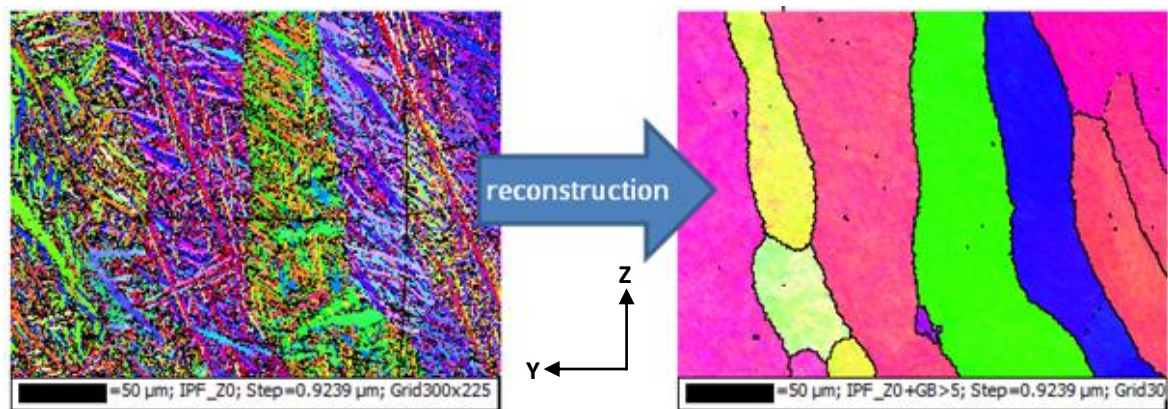 reconstruction
Z
Y
=50 µm; IPF_Z0; Step=0.9239 µm; Grid300x225
=50 µm; IPF_Z0+GB>5; Step=0.9239 µm; Grid30